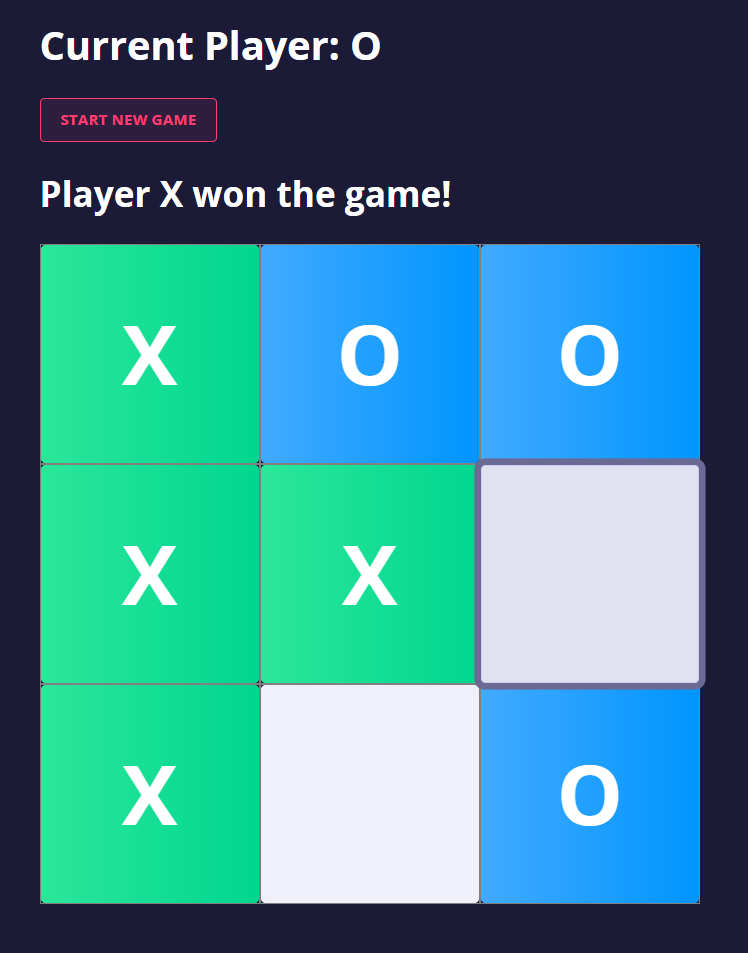 Current Player: O
START NEW GAME
Player X won the game!
X O O
X X
X O